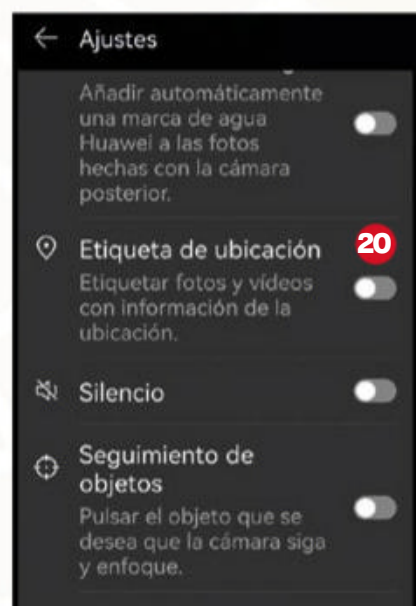 Ajustes
Añadir automáticamente
una marca de agua
Huawei a las fotos
hechas con la cámara
posterior.
Etiqueta de ubicación 20
Etiquetar fotos y vídeos
con información de la
ubicación.
Silencio
Seguimiento de
objetos
Pulsar el objeto que se
desea que la cámara siga
y enfoque.